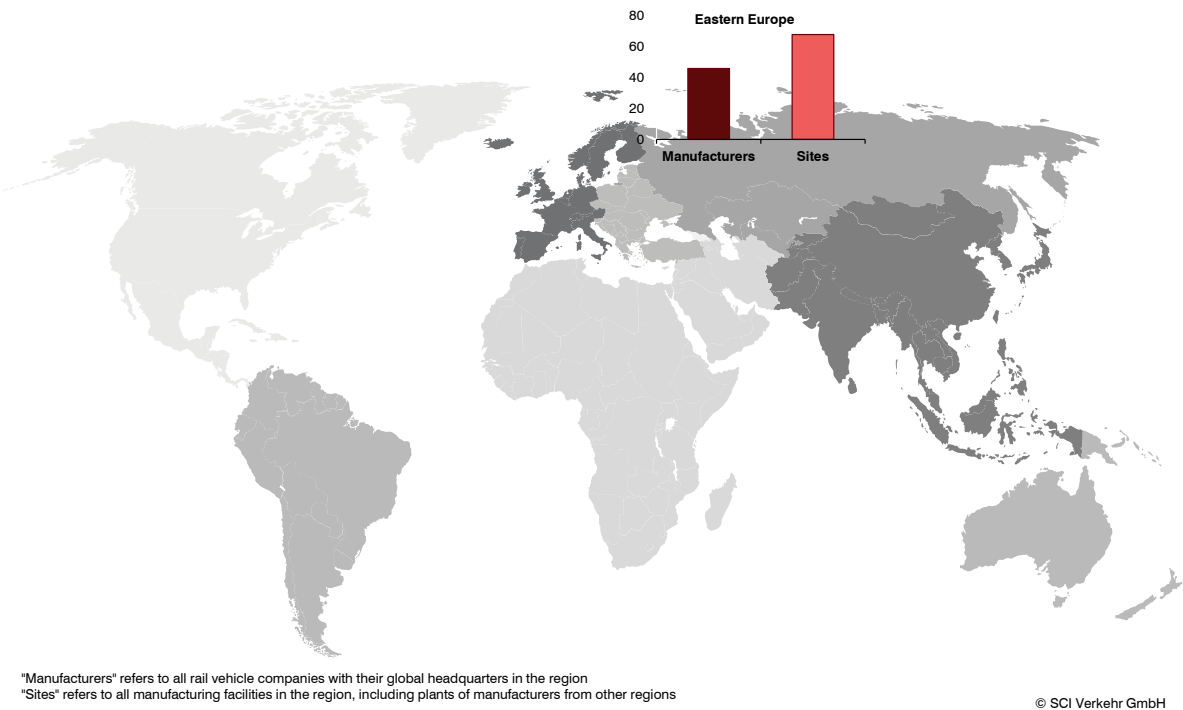 80
Eastern Europe
60
40
20
0
Manufacturers Sites
"Manufacturers" refers to all rail vehicle companies with their global headquarters in the region
"Sites" refers to all manufacturing facilities in the region, including plants of manufacturers from other regions
© SCI Verkehr GmbH